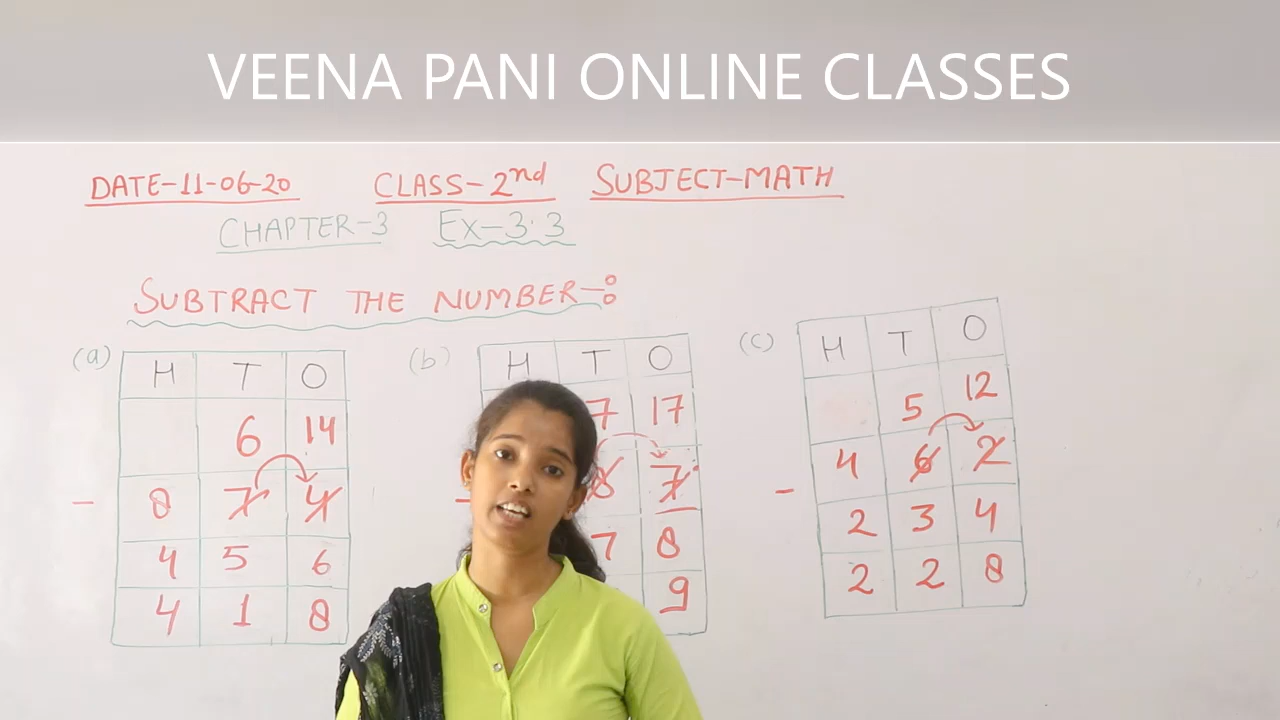 VEENA PANI ONLINE CLASSES
DATE-11-06-20 CLASS-2nd SUBJECT-MATH
CHAPTER-3 Ex-3.3
SUBTRACT THE NUMBER-:
(a)
H T O
6 14
- 8 7 4
4 5 6
4 1 8
(b)
H T O
7 17
- 8 7
7 8
9
(c)
H T O
5 12
- 4 6 2
2 3 4
2 2 8